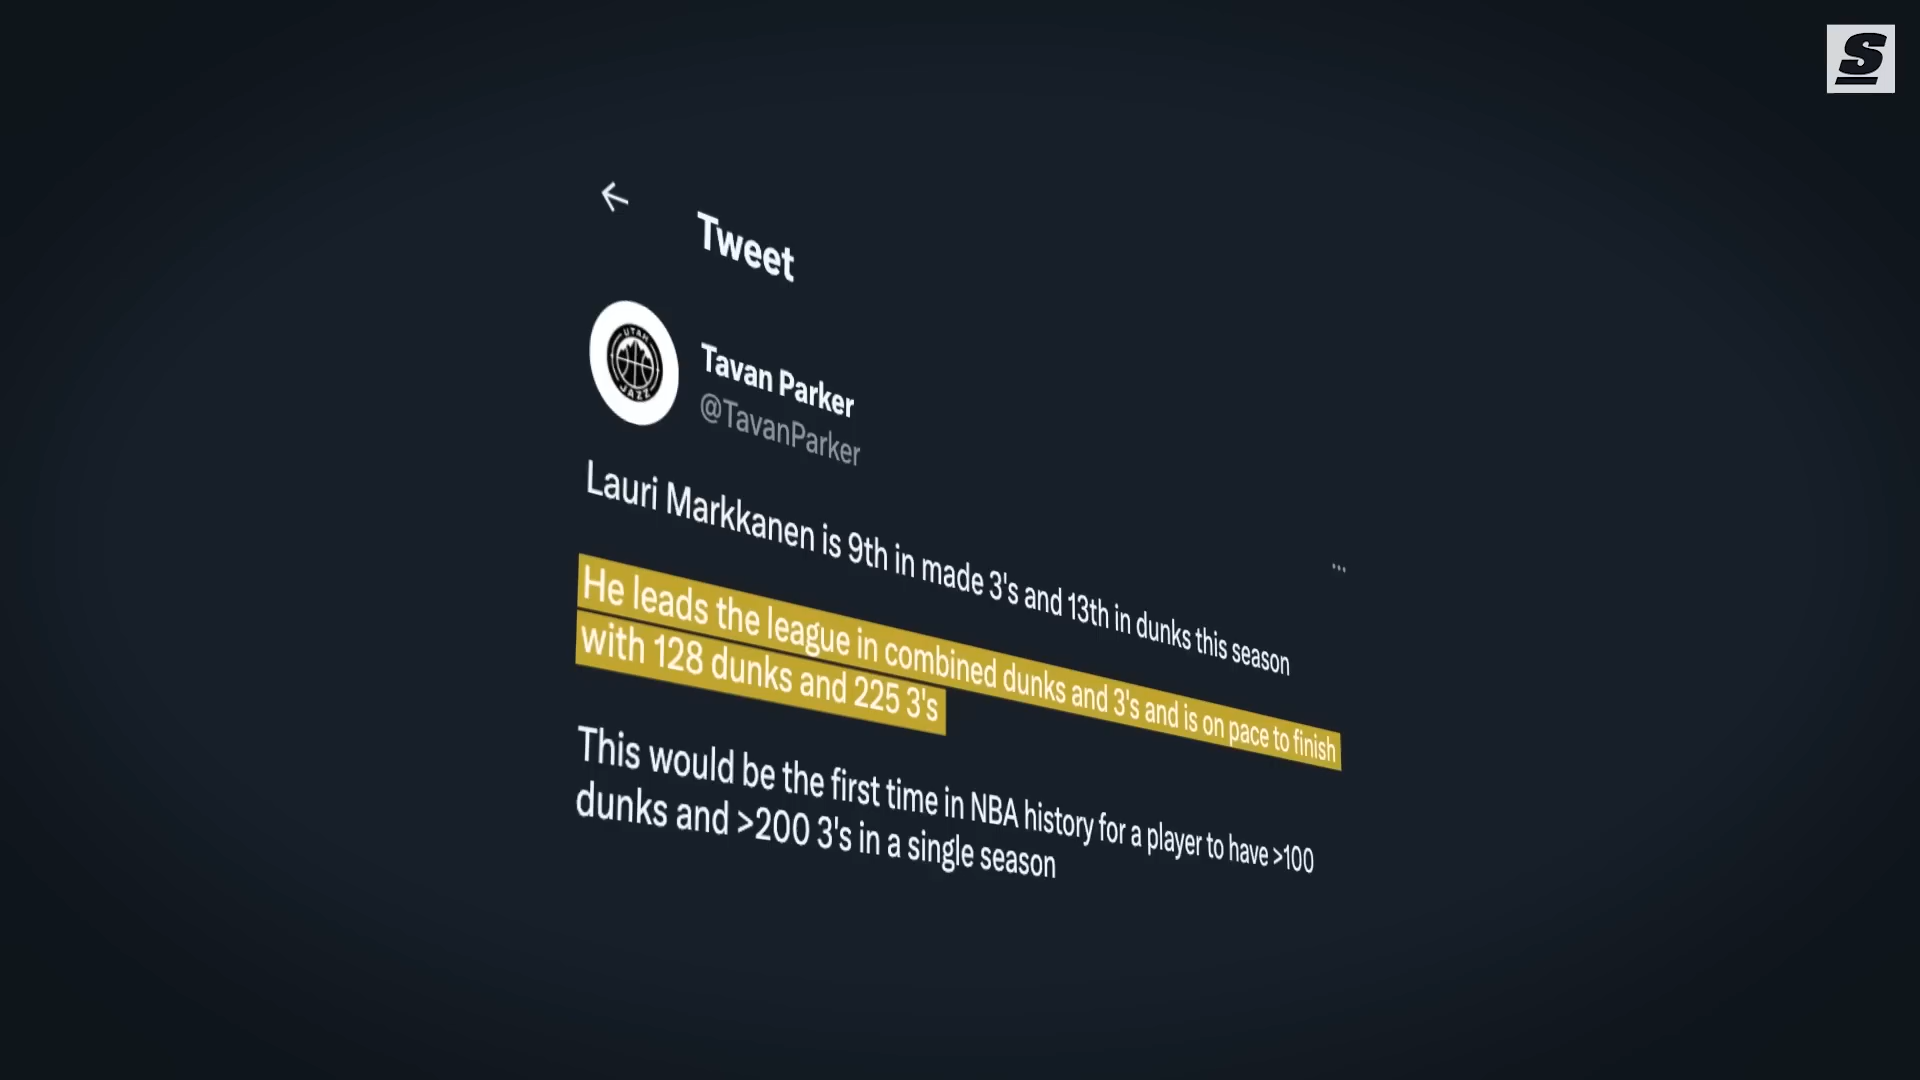 S
Tweet
UTAH
JAZZ
Tavan Parker
@TavanParker
Lauri Markkanen is 9th in made 3's and 13th in dunks this season
He leads the league in combined dunks and 3's and is on pace to finish
with 128 dunks and 225 3's
This would be the first time in NBA history for a player to have >100
dunks and >200 3's in a single season